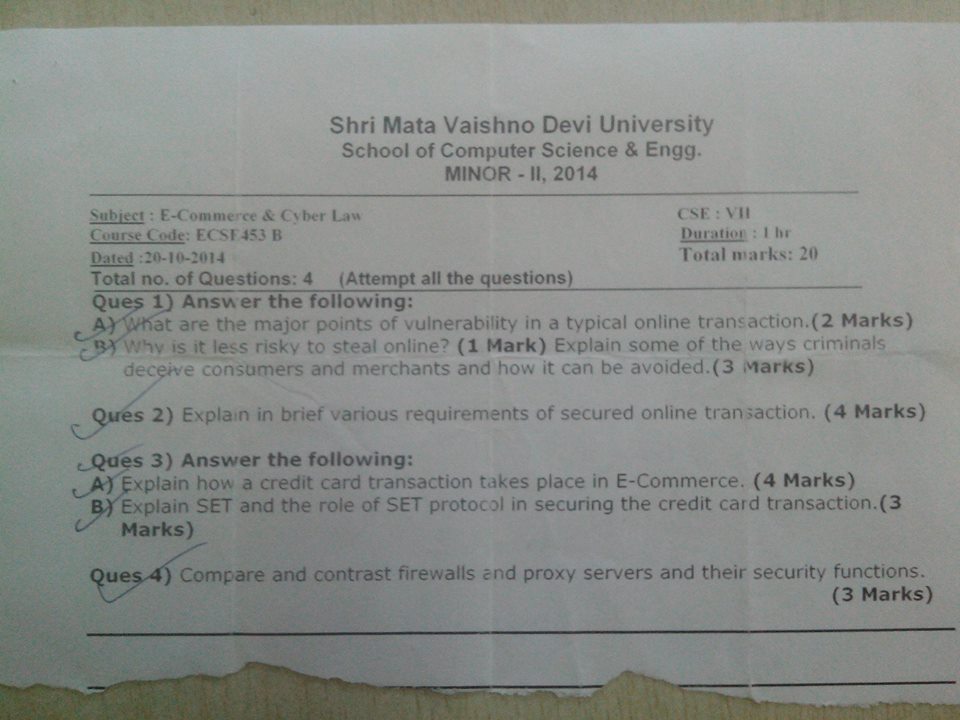 Shri Mata Vaishno Devi University
School of Computer Science & Engg.
MINOR - II, 2014
Subject : E-Commerce & Cyber Law CSE : VII
Course Code: ECSE453 B Duration : 1 hr
Dated :20-10-2014 Total marks: 20
Total no. of Questions: 4 (Attempt all the questions)
Ques 1) Answer the following:
A) What are the major points of vulnerability in a typical online transaction.(2 Marks)
B) Why is it less risky to steal online? (1 Mark) Explain some of the ways criminals
deceive consumers and merchants and how it can be avoided.(3 Marks)
Ques 2) Explain in brief various requirements of secured online transaction. (4 Marks)
Ques 3) Answer the following:
A) Explain how a credit card transaction takes place in E-Commerce. (4 Marks)
B) Explain SET and the role of SET protocol in securing the credit card transaction.(3
Marks)
Ques 4) Compare and contrast firewalls and proxy servers and their security functions.
(3 Marks)